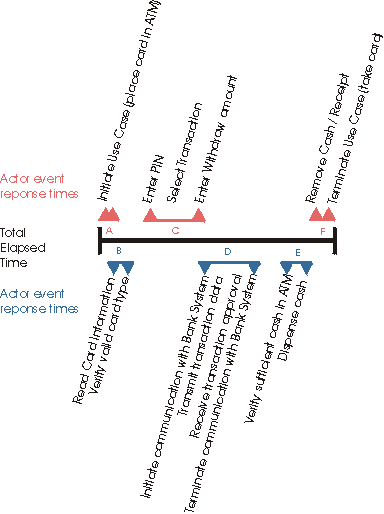 Initiate Use Case (place card in ATM)
Enter PIN
Select Transaction
Enter Withdraw amount
Remove Cash / Receipt
Terminate Use Case (take card)
Actor event
reponse times
A
C
F
Total
Elapsed
Time
B
D
E
Actor event
reponse times
Read Card Information
Verify valid card type
Initiate communication with Bank System
Transmit transaction data
Receive transaction approval
Terminate communication with Bank System
Verify sufficient cash in ATM
Dispense cash